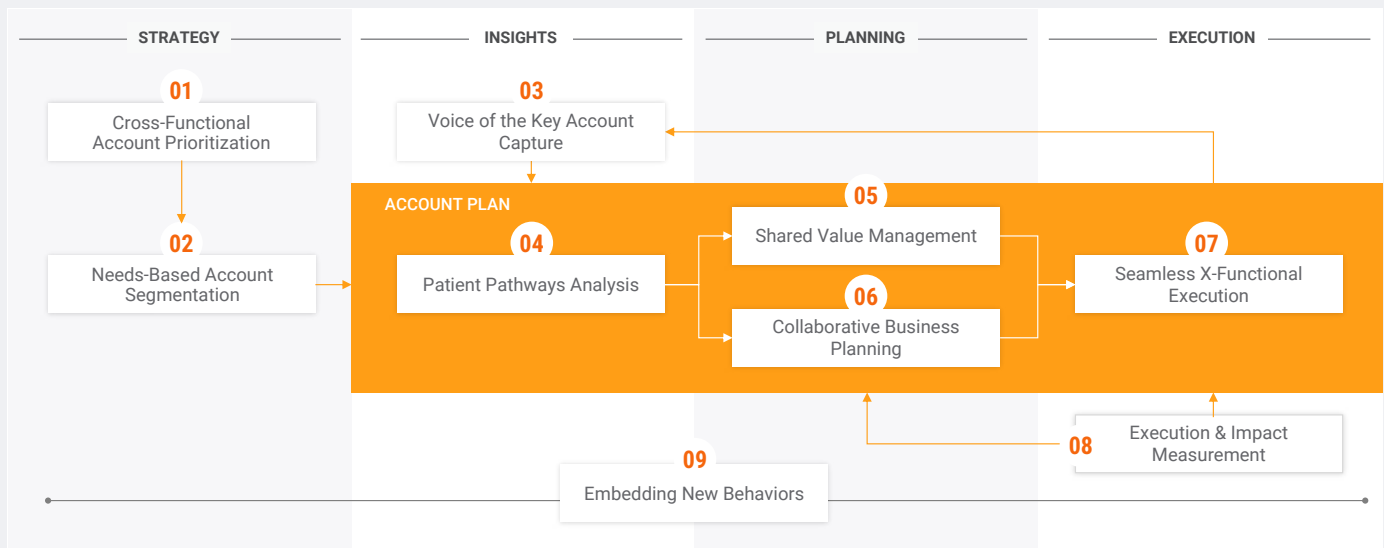 STRATEGY
INSIGHTS
PLANNING
EXECUTION
01
Cross-Functional
Account Prioritization
02
Needs-Based Account
Segmentation
03
Voice of the Key Account
Capture
ACCOUNT PLAN
04
Patient Pathways Analysis
05
Shared Value Management
06
Collaborative Business
Planning
07
Seamless X-Functional
Execution
08
Execution & Impact
Measurement
09
Embedding New Behaviors